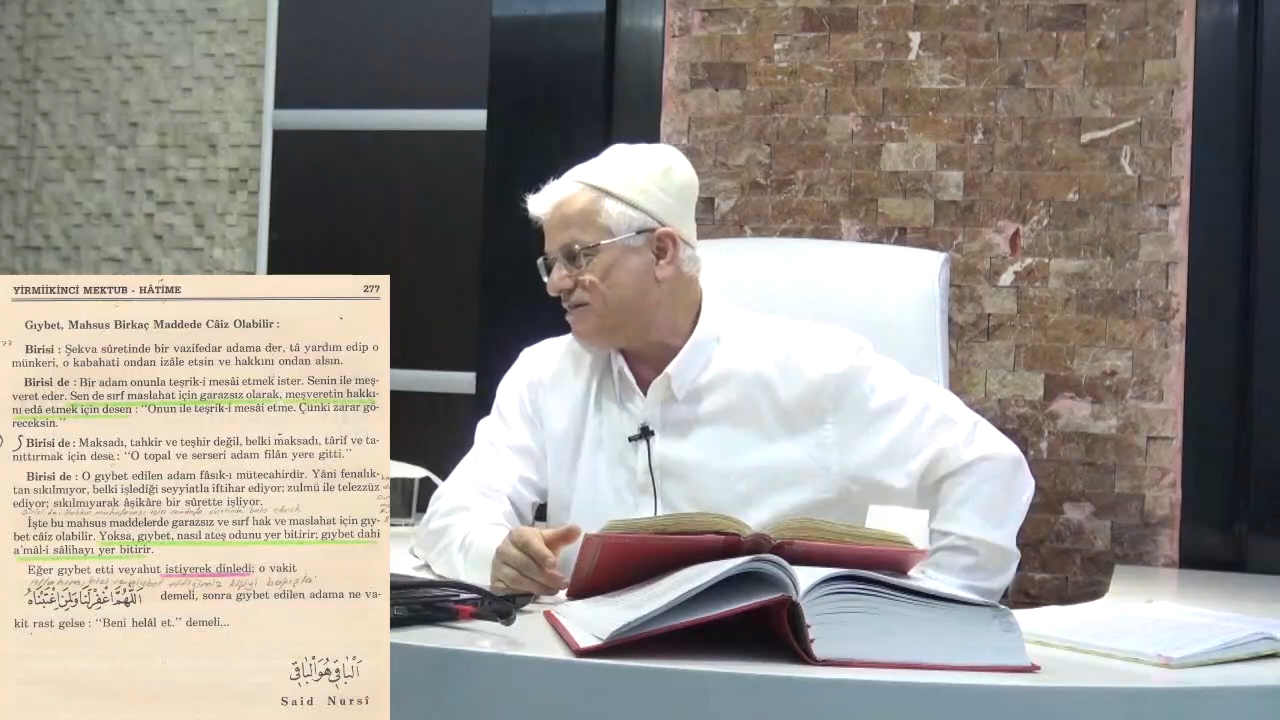 YİRMİİKİNCİ MEKTUB - HÂTİME 277
Gıybet, Mahsus Birkaç Maddede Câiz Olabilir :
Birisi : Şekva sûretinde bir vazifedar adama der, tâ yardım edip o
münkeri, o kabahati ondan izâle etsin ve hakkını ondan alsın.
Birisi de : Bir adam onunla teşrik-i mesâi etmek ister. Senin ile meş-
veret eder. Sen de sırf maslahat için garazsız olarak, meşveretin hakkı-
nı edâ etmek için desen : "Onun ile teşrik-i mesâi etme. Çünki zarar gö-
receksin."
Birisi de : Maksadı, tahkir ve teşhir değil, belki maksadı, târif ve ta-
nıttırmak için dese : "O topal ve serseri adam filân yere gitti."
Birisi de : O gıybet edilen adam fâsık-ı mütecahirdir. Yâni fenalık-
tan sıkılmıyor, belki işlediği seyyiatla iftihar ediyor; zulmü ile telezzüz
ediyor; sıkılmıyarak âşikâre bir sûrette işliyor.
İşte bu mahsus maddelerde garazsız ve sırf hak ve maslahat için gıy-
bet câiz olabilir. Yoksa, gıybet, nasıl ateş odunu yer bitirir; gıybet dahi
a'mâl-i sâlihayı yer bitirir.
Eğer gıybet etti veyahut istiyerek dinledi; o vakit
Allahım, bizi ve gıybet ettiğimiz kişiyi bağışla
اَللّٰهُمَّ اغْفِرْلَنَا وَلِمَنِ اغْتَبْنَاهُ demeli, sonra gıybet edilen adama ne va-
kit rast gelse : "Beni helâl et." demeli...
اَلْبَاقِى هُوَ الْبَاقِى
Said Nursî